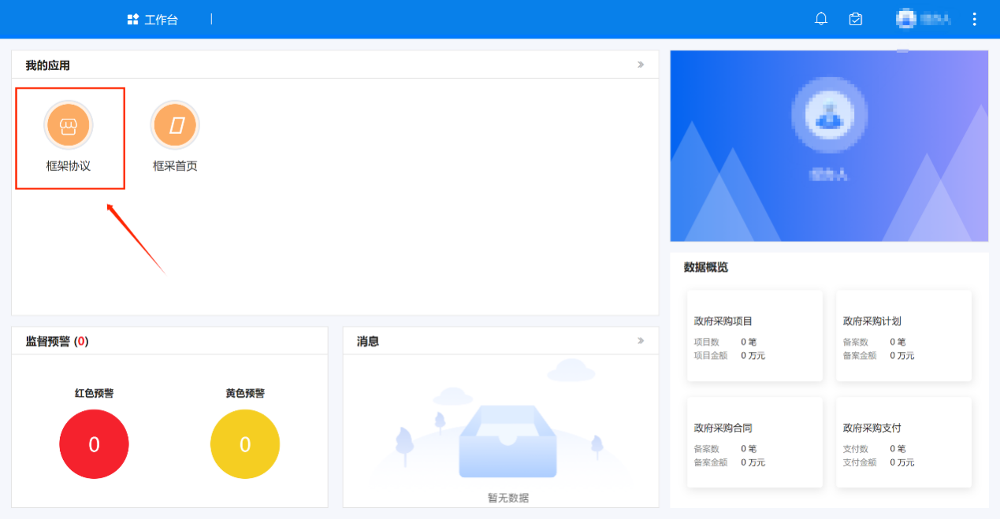 工作台
我的应用
框架协议
框采首页
监督预警 (0)
红色预警
黄色预警
0
0
消息
暂无数据
数据概览
政府采购项目
项目数 0 笔
项目金额 0 万元
政府采购计划
备案数 0 笔
备案金额 0 万元
政府采购合同
备案数 0 笔
备案金额 0 万元
政府采购支付
支付数 0 笔
支付金额 0 万元